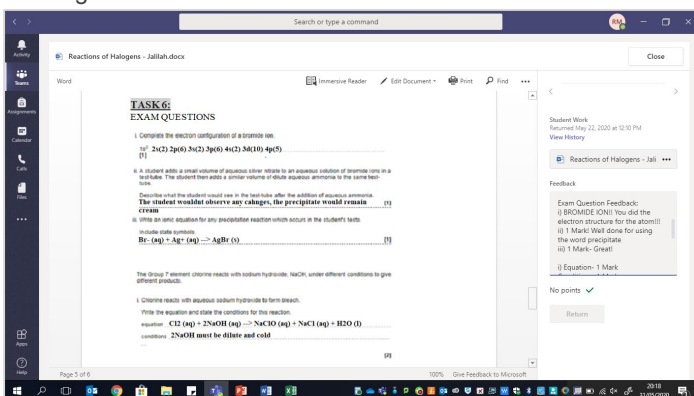 Search or type a command
RM
Activity
Teams
Assignments
Calendar
Calls
Files
Apps
Help
Reactions of Halogens - Jalilah.docx
Close
Word
Immersive Reader
Edit Document
Print
Find
TASK 6:
EXAM QUESTIONS
i. Complete the electron configuration of a bromide ion.
1s² 2s(2) 2p(6) 3s(2) 3p(6) 4s(2) 3d(10) 4p(5)
[1]
ii. A student adds a small volume of aqueous silver nitrate to an aqueous solution of bromide ions in a
test-tube. The student then adds a similar volume of dilute aqueous ammonia to the same test-
tube.
Describe what the student would see in the test-tube after the addition of aqueous ammonia.
The student wouldnt observe any cahnges, the precipitate would remain
cream
[1]
iii. Write an ionic equation for any precipitation reaction which occurs in the student's tests.
Include state symbols.
Br- (aq) + Ag+ (aq) --> AgBr (s)
[1]
The Group 7 element chlorine reacts with sodium hydroxide, NaOH, under different conditions to give
different products.
i. Chlorine reacts with aqueous sodium hydroxide to form bleach.
Write the equation and state the conditions for this reaction.
equation Cl2 (aq) + 2NaOH (aq) --> NaClO (aq) + NaCl (aq) + H2O (l)
conditions 2NaOH must be dilute and cold
[2]
Page 5 of 6
100%
Give Feedback to Microsoft
Student Work
Returned May 22, 2020 at 12:10 PM
View History
Reactions of Halogens - Jali
Feedback
Exam Question Feedback:
i) BROMIDE ION!! You did the
electron structure for the atom!!!
ii) 1 Mark! Well done for using
the word precipitate
iii) 1 Mark- Great!
i) Equation- 1 Mark
No points
Return
20:18
31/05/2020